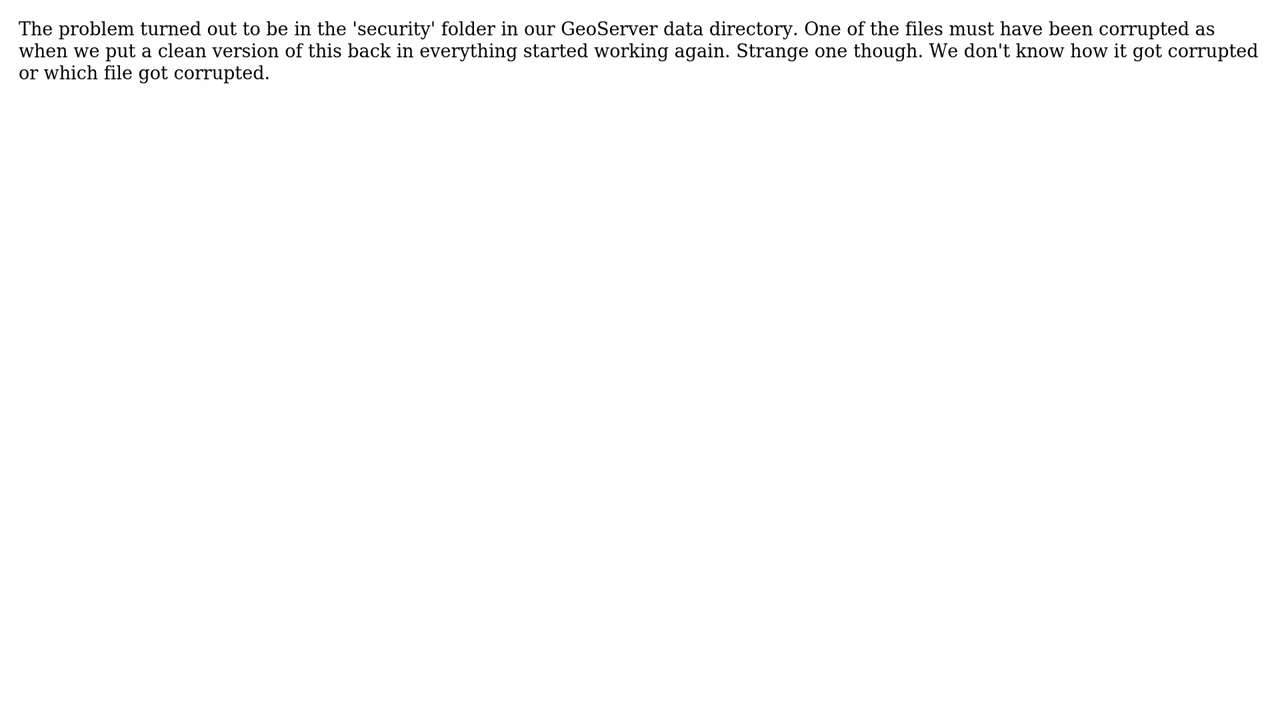 The problem turned out to be in the 'security' folder in our GeoServer data directory. One of the files must have been corrupted as
when we put a clean version of this back in everything started working again. Strange one though. We don't know how it got corrupted
or which file got corrupted.